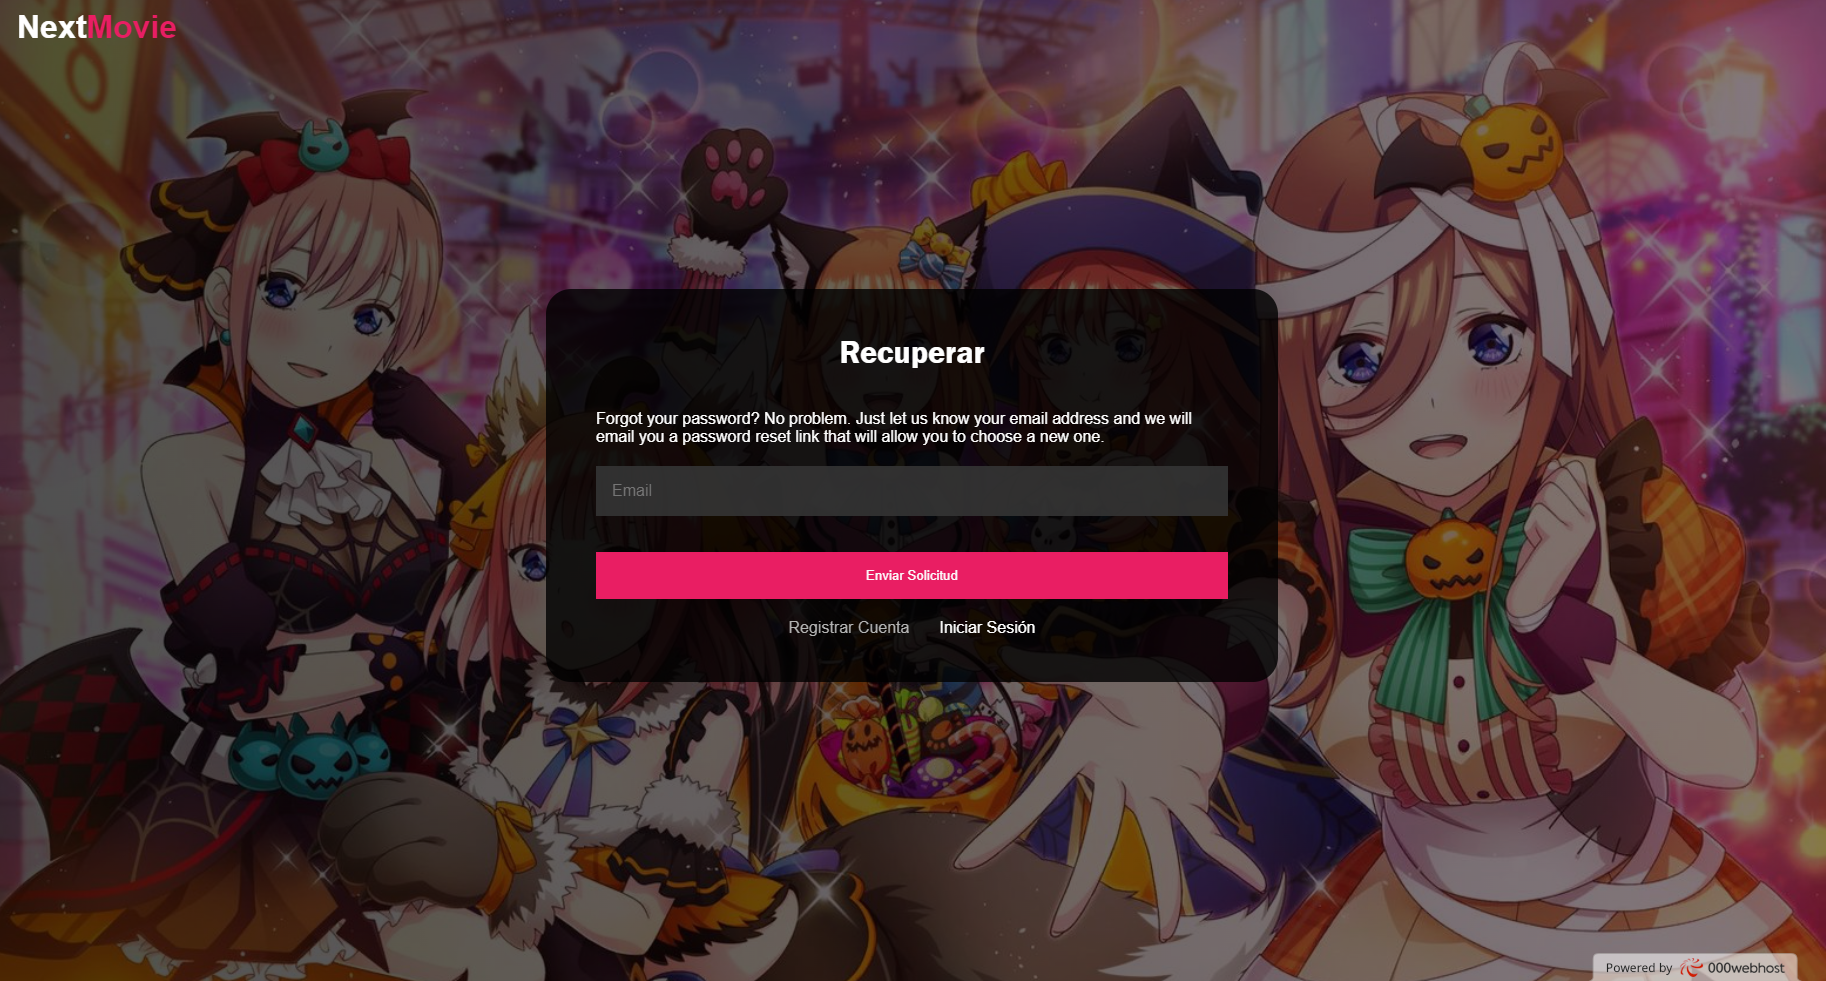 NextMovie
Recuperar
Forgot your password? No problem. Just let us know your email address and we will
email you a password reset link that will allow you to choose a new one.
Email
Enviar Solicitud
Registrar Cuenta Iniciar Sesión
Powered by 000webhost